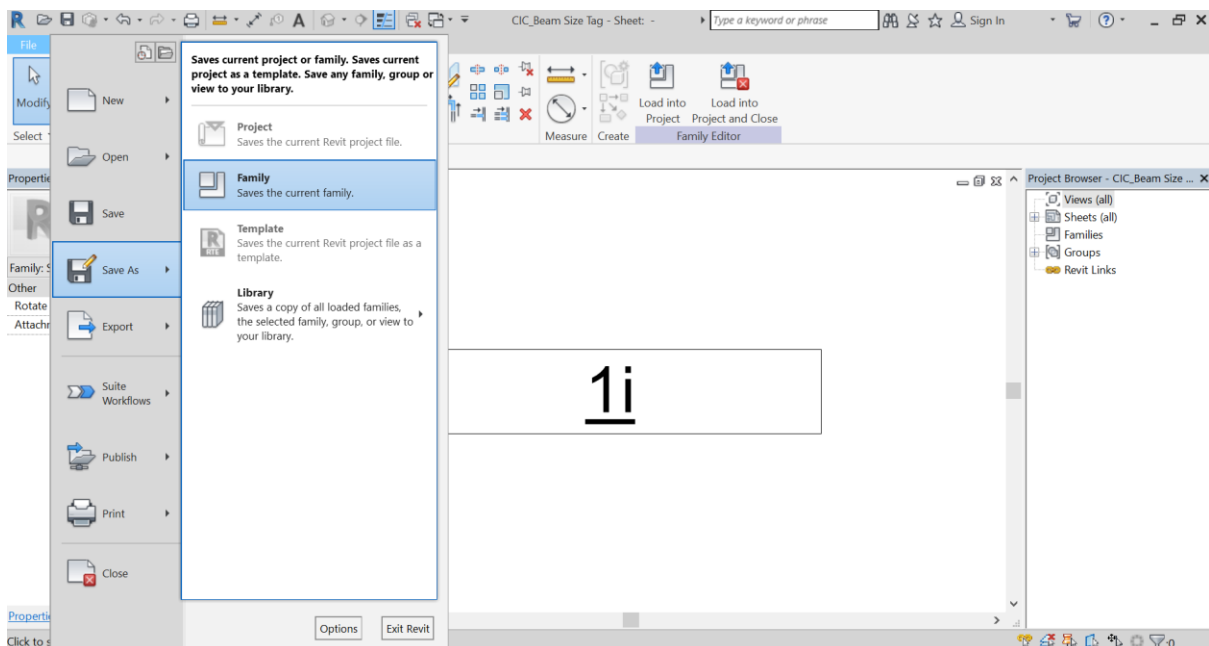 CIC_Beam Size Tag - Sheet: -
Type a keyword or phrase
Sign In
File
Modify
Select
Measure
Create
Load into
Project
Load into
Project and Close
Family Editor
New
Open
Save
Save As
Export
Suite
Workflows
Publish
Print
Close
Saves current project or family. Saves current
project as a template. Save any family, group or
view to your library.
Project
Saves the current Revit project file.
Family
Saves the current family.
Template
Saves the current Revit project file as a
template.
Library
Saves a copy of all loaded families,
the selected family, group, or view to
your library.
Options
Exit Revit
Propertie
Family: S
Other
Rotate
Attachr
Properti
Click to s
1i
Project Browser - CIC_Beam Size ...
Views (all)
Sheets (all)
Families
Groups
Revit Links
:0